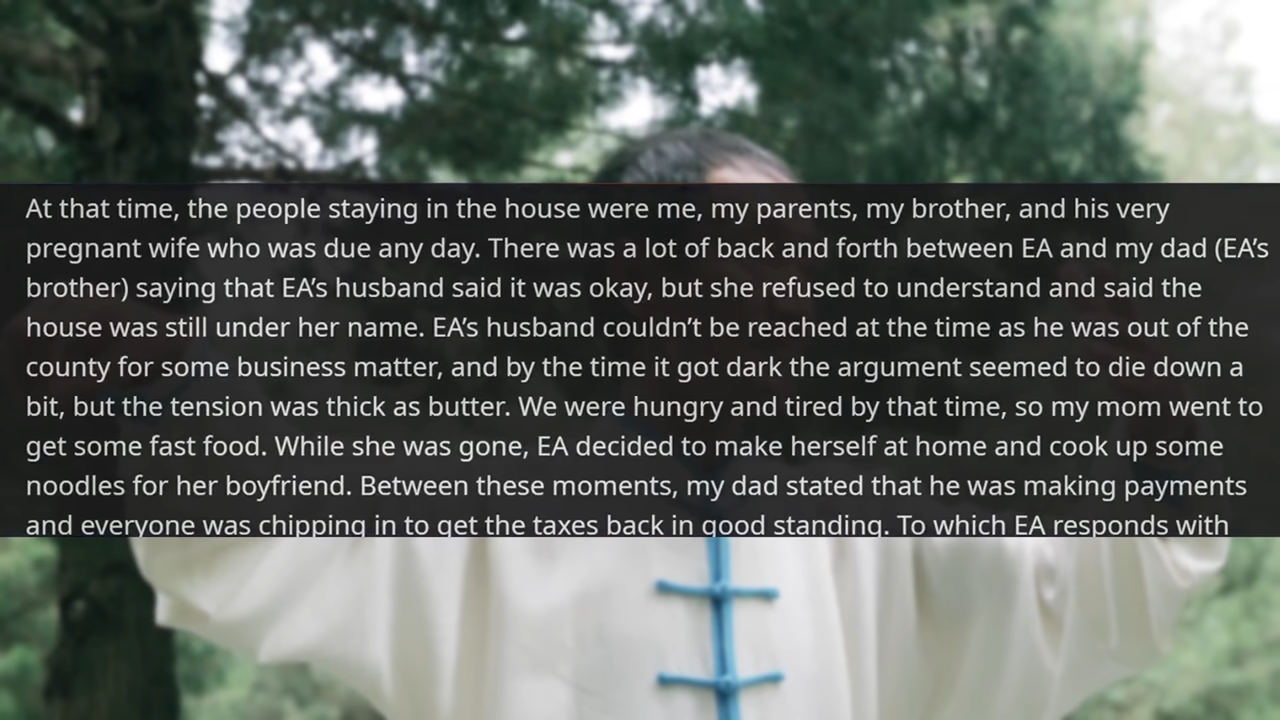 At that time, the people staying in the house were me, my parents, my brother, and his very
pregnant wife who was due any day. There was a lot of back and forth between EA and my dad (EA’s
brother) saying that EA’s husband said it was okay, but she refused to understand and said the
house was still under her name. EA’s husband couldn’t be reached at the time as he was out of the
county for some business matter, and by the time it got dark the argument seemed to die down a
bit, but the tension was thick as butter. We were hungry and tired by that time, so my mom went to
get some fast food. While she was gone, EA decided to make herself at home and cook up some
noodles for her boyfriend. Between these moments, my dad stated that he was making payments
and everyone was chipping in to get the taxes back in good standing. To which EA responds with